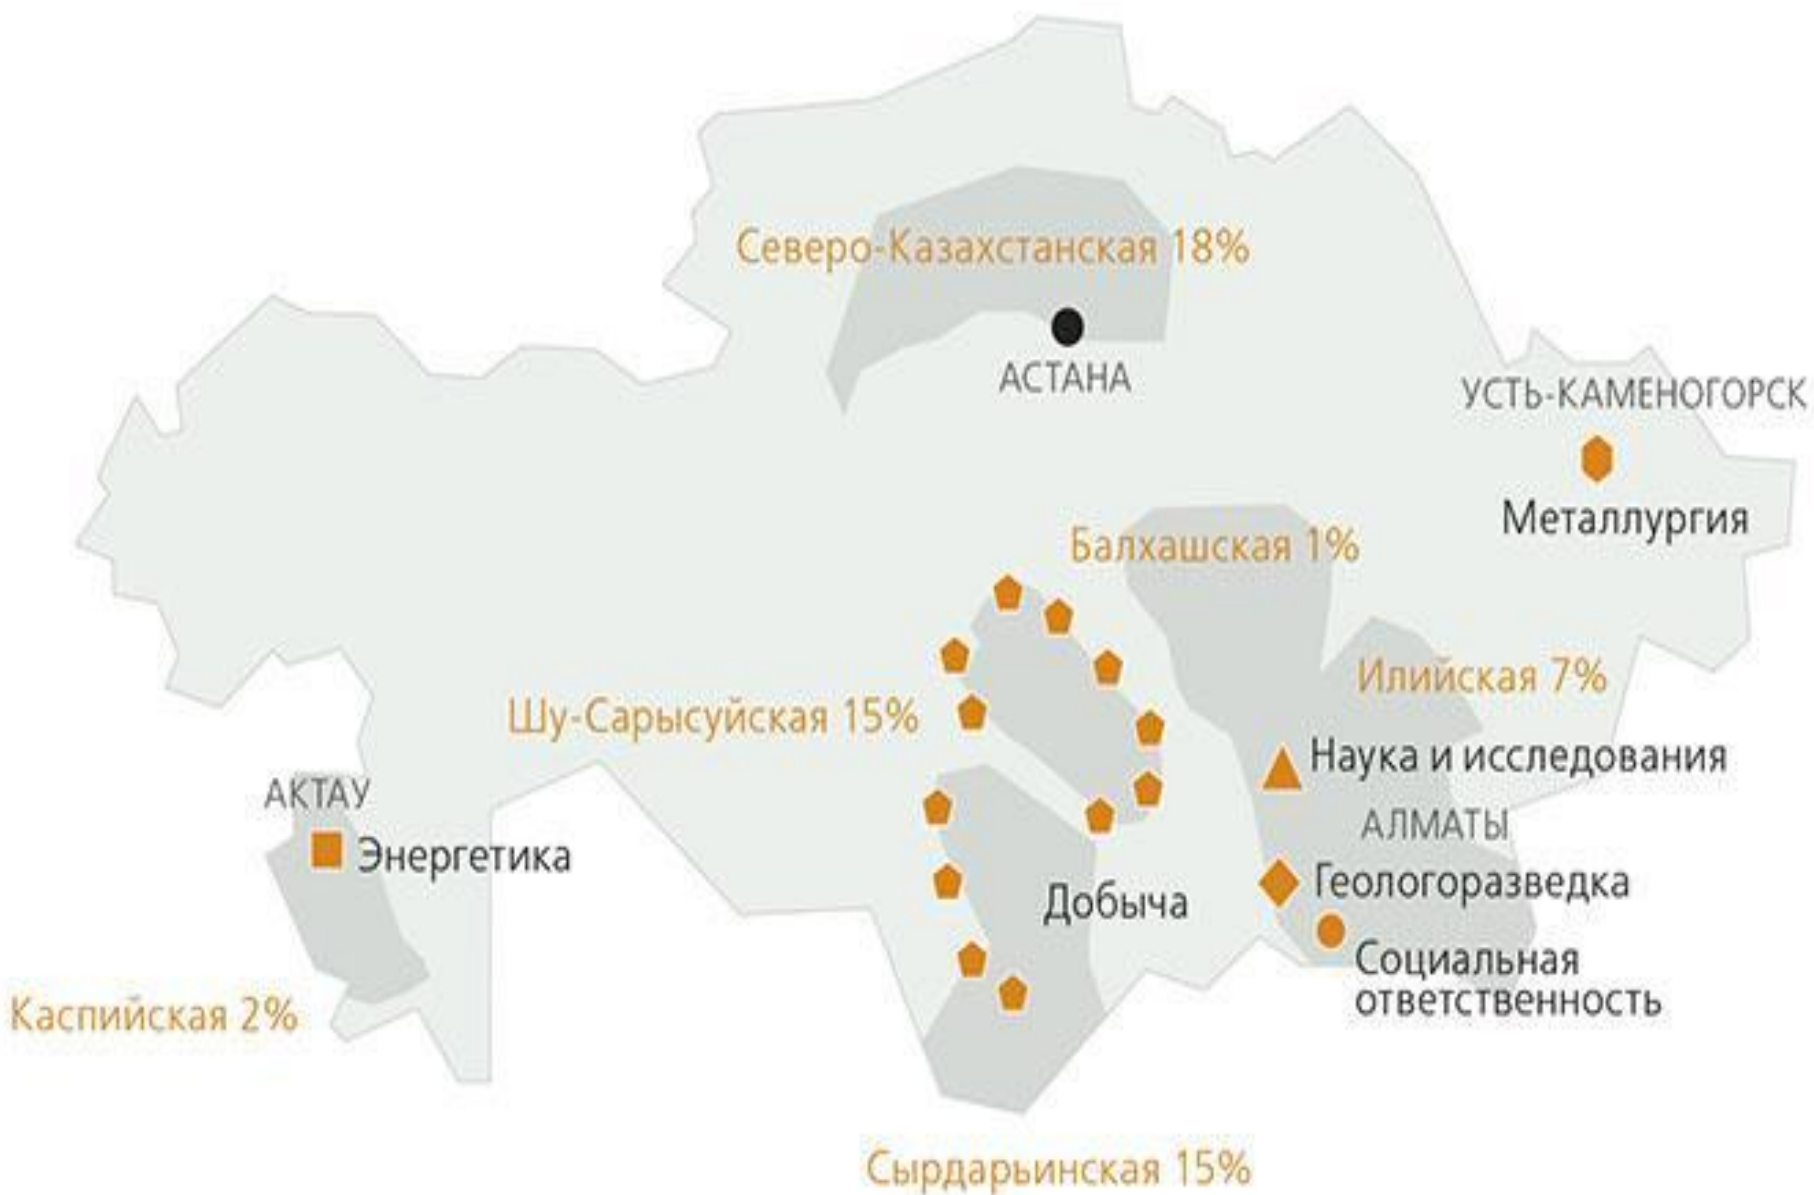 Северо-Казахстанская 18%
АСТАНА
УСТЬ-КАМЕНОГОРСК
Металлургия
Балхашская 1%
Илийская 7%
Шу-Сарысуйская 15%
Наука и исследования
АКТАУ
АЛМАТЫ
Энергетика
Геологоразведка
Добыча
Социальная
ответственность
Каспийская 2%
Сырдарьинская 15%